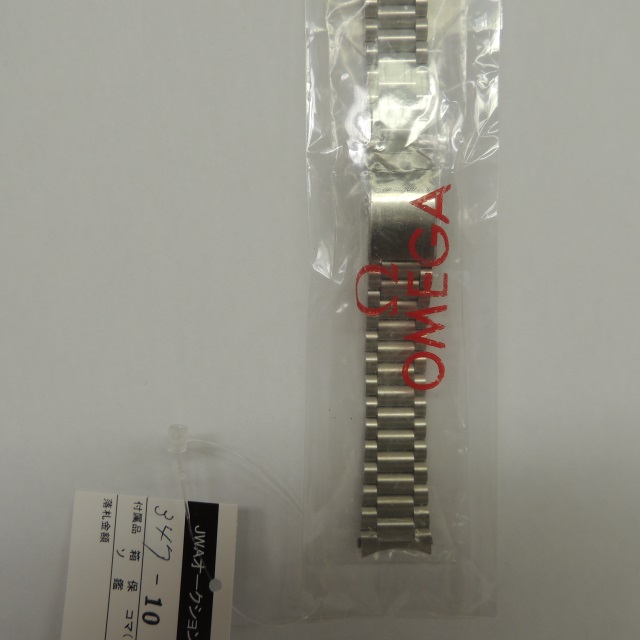 OMEGA
JWAオークション
347-10
付属品 箱 保 コマ(
ソ 鑑
落札金額